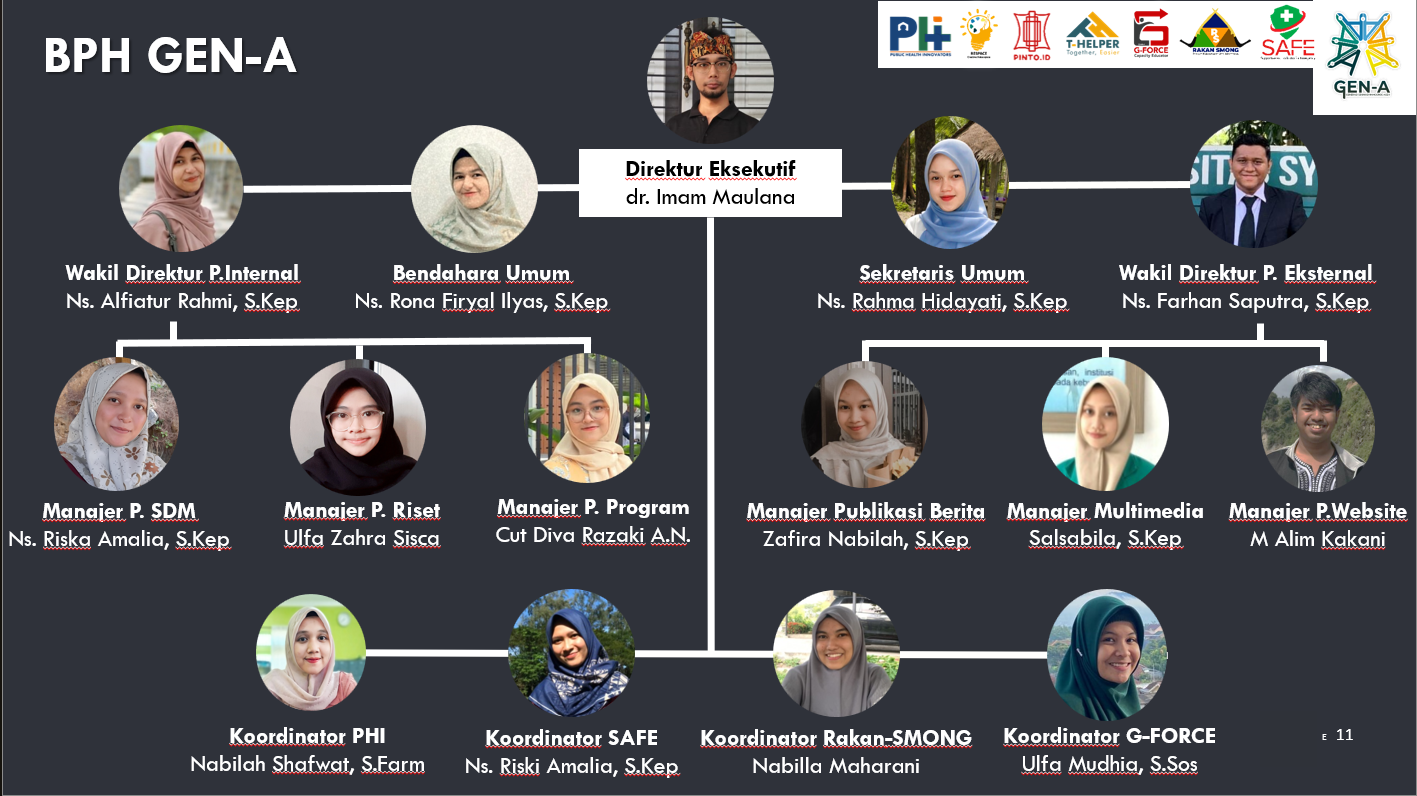 BPH GEN-A
PHI
PUBLIC HEALTH INNOVATORS
PINTO.ID
T-HELPER
Together, Easier
G-FORCE
Capacity Education
RAKAN SMONG
SAFE
GEN-A
Direktur Eksekutif
dr. Imam Maulana
SITAS SY
Wakil Direktur P.Internal
Ns. Alfiatur Rahmi, S.Kep
Bendahara Umum
Ns. Rona Firyal Ilyas, S.Kep
Sekretaris Umum
Ns. Rahma Hidayati, S.Kep
Wakil Direktur P. Eksternal
Ns. Farhan Saputra, S.Kep
Manajer P. SDM
Ns. Riska Amalia, S.Kep
Manajer P. Riset
Ulfa Zahra Sisca
Manajer P. Program
Cut Diva Razaki A.N.
Manajer Publikasi Berita
Zafira Nabilah, S.Kep
Manajer Multimedia
Salsabila, S.Kep
Manajer P.Website
M Alim Kakani
Koordinator PHI
Nabilah Shafwat, S.Farm
Koordinator SAFE
Ns. Riski Amalia, S.Kep
Koordinator Rakan-SMONG
Nabilla Maharani
Koordinator G-FORCE
Ulfa Mudhia, S.Sos
E 11